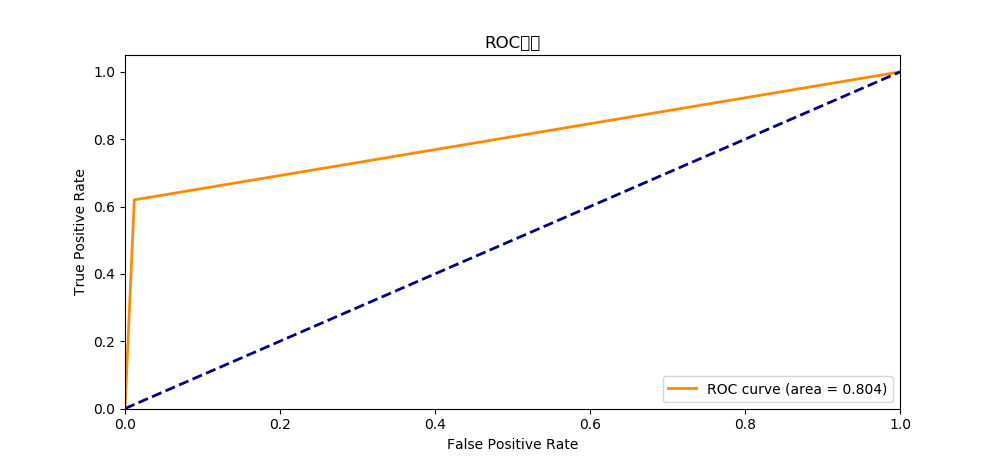 ROC
1.0
0.8
0.6
0.4
0.2
0.0
True Positive Rate
ROC curve (area = 0.804)
0.0 0.2 0.4 0.6 0.8 1.0
False Positive Rate